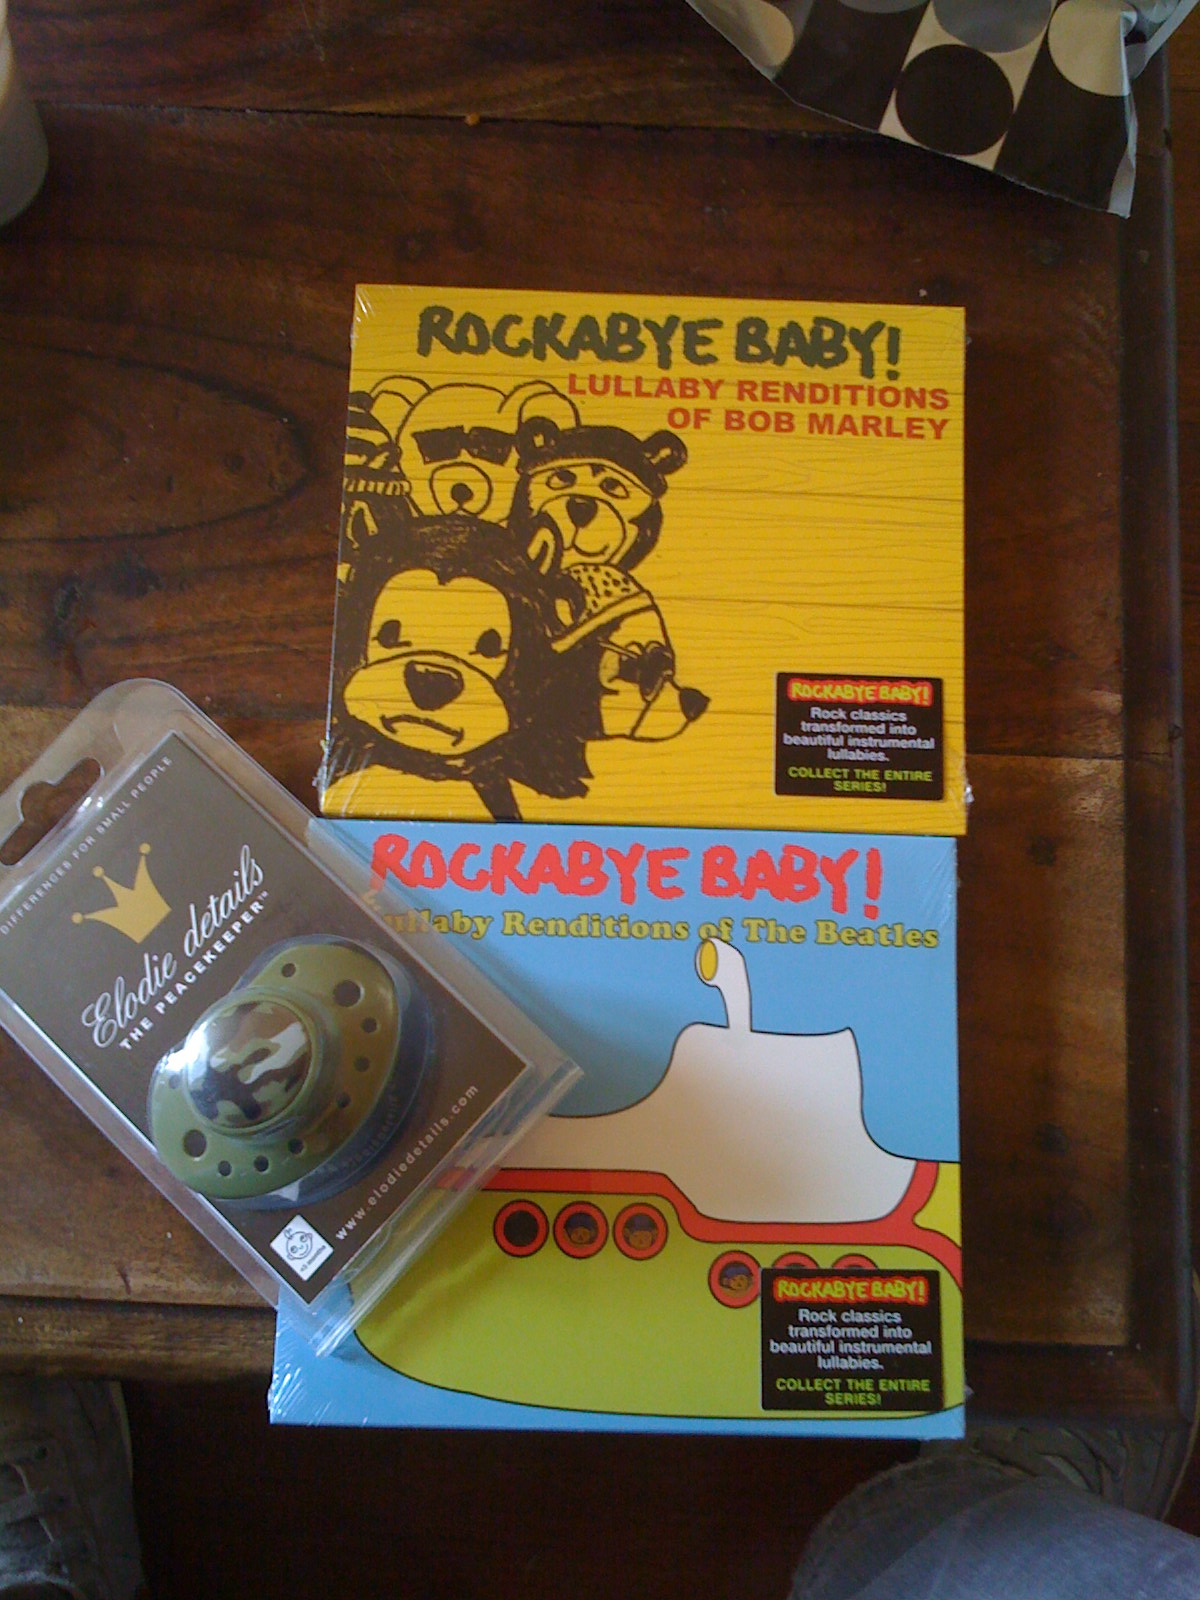 ROCKABYE BABY!
LULLABY RENDITIONS
OF BOB MARLEY
ROCKABYE BABY!
Rock classics
transformed into
beautiful instrumental
lullabies.
COLLECT THE ENTIRE
SERIES!
DIFFERENCES FOR SMALL PEOPLE
Elodie details
THE PEACEKEEPER™
www.elodiedetails.com
ROCKABYE BABY!
Lullaby Renditions of The Beatles
ROCKABYE BABY!
Rock classics
transformed into
beautiful instrumental
lullabies.
COLLECT THE ENTIRE
SERIES!